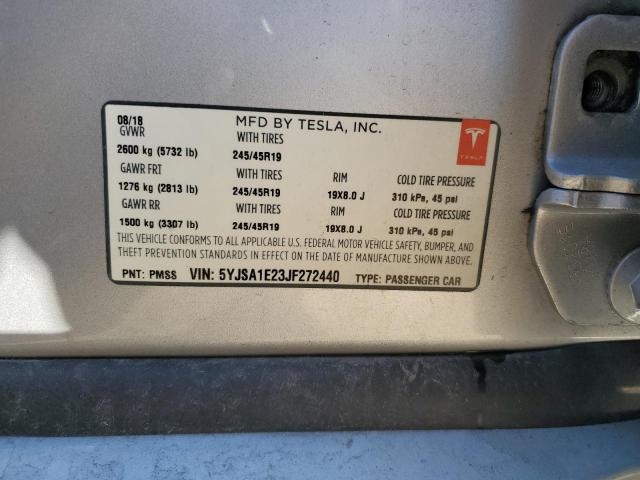 08/18 MFD BY TESLA, INC.
GVWR WITH TIRES
2600 kg (5732 lb) 245/45R19
GAWR FRT WITH TIRES RIM COLD TIRE PRESSURE
1276 kg (2813 lb) 245/45R19 19X8.0 J 310 kPa, 45 psi
GAWR RR WITH TIRES RIM COLD TIRE PRESSURE
1500 kg (3307 lb) 245/45R19 19X8.0 J 310 kPa, 45 psi
THIS VEHICLE CONFORMS TO ALL APPLICABLE U.S. FEDERAL MOTOR VEHICLE SAFETY, BUMPER, AND
THEFT PREVENTION STANDARDS IN EFFECT ON THE DATE OF MANUFACTURE SHOWN ABOVE.
PNT: PMSS VIN: 5YJSA1E23JF272440 TYPE: PASSENGER CAR
TESLA